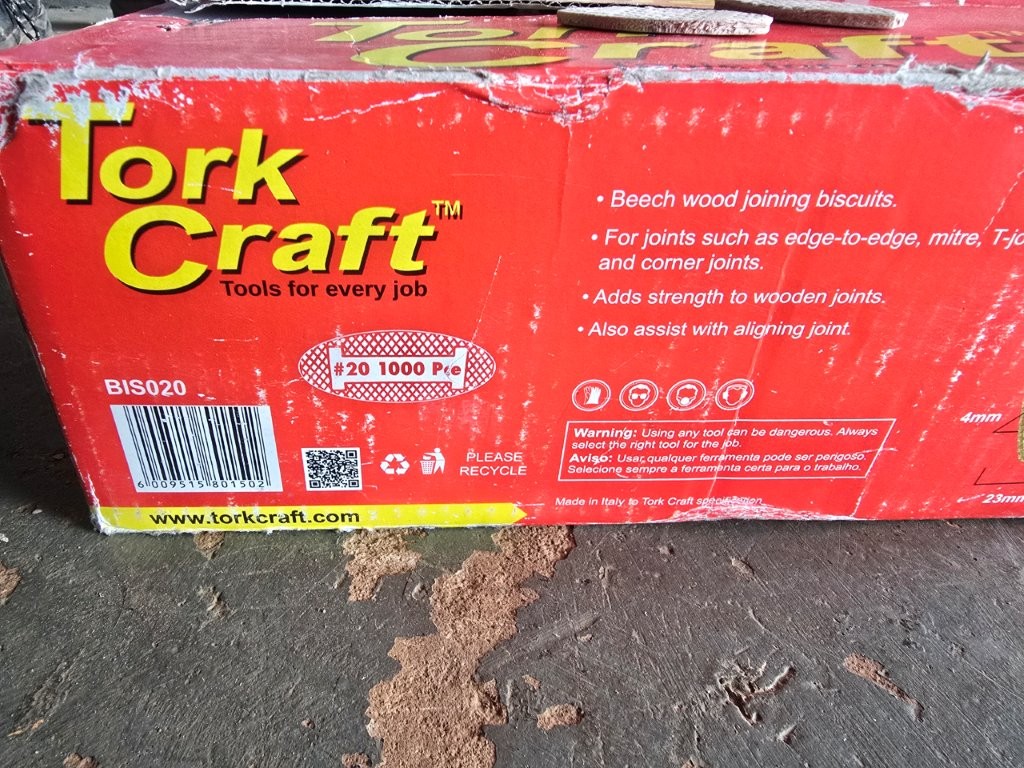 Tork Craft
Tork
Craft™
Tools for every job
#20 1000 Pce
BIS020
6 009515 801502
PLEASE
RECYCLE
www.torkcraft.com
• Beech wood joining biscuits.
• For joints such as edge-to-edge, mitre, T-jo
and corner joints.
• Adds strength to wooden joints.
• Also assist with aligning joint.
Warning: Using any tool can be dangerous. Always
select the right tool for the job.
Aviso: Usar qualquer ferramenta pode ser perigoso.
Selecione sempre a ferramenta certa para o trabalho.
Made in Italy to Tork Craft specification
4mm
23mm